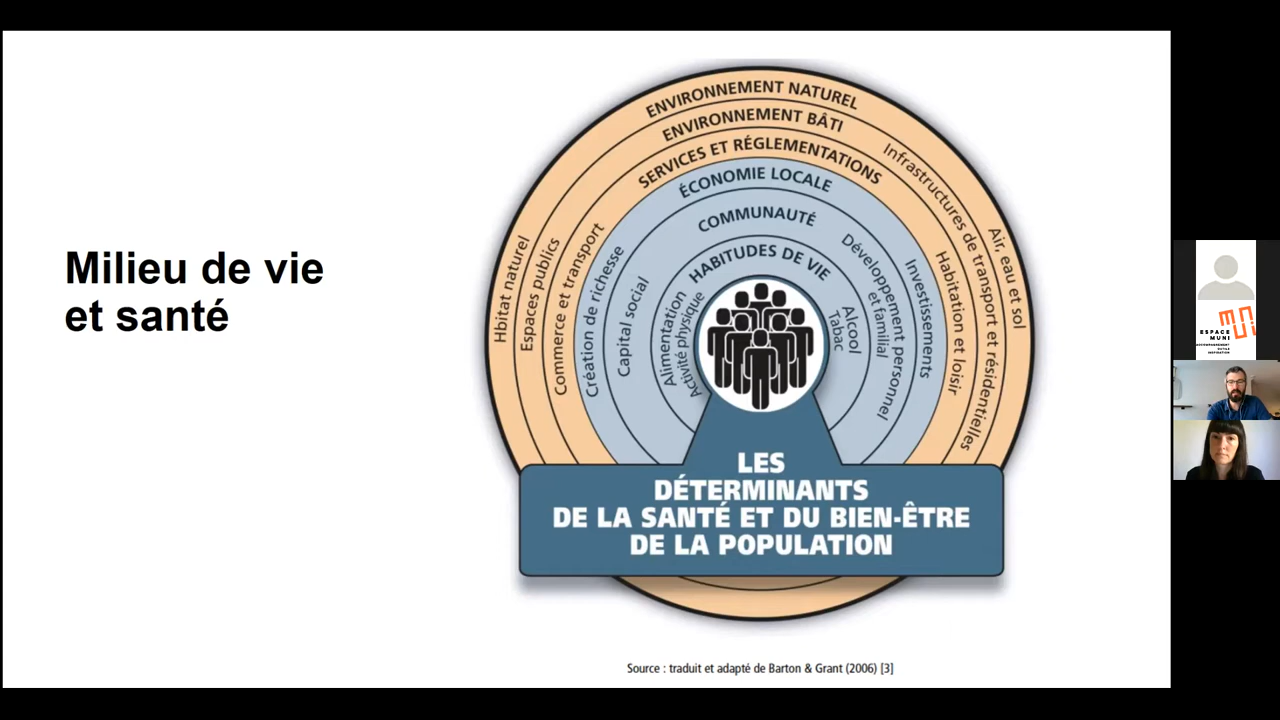 Milieu de vie
et santé
ENVIRONNEMENT NATUREL
ENVIRONNEMENT BÂTI
SERVICES ET RÉGLEMENTATIONS
ÉCONOMIE LOCALE
COMMUNAUTÉ
HABITUDES DE VIE
Hbitat naturel
Espaces publics
Commerce et transport
Création de richesse
Capital social
Alimentation
Activité physique
Alcool
Tabac
Développement personnel
et familial
Investissements
Habitation et loisir
Infrastructures de transport et résidentielles
Air, eau et sol
LES
DÉTERMINANTS
DE LA SANTÉ ET DU BIEN-ÊTRE
DE LA POPULATION
Source : traduit et adapté de Barton & Grant (2006) [3]
ESPACE
MUNI
ACCOMPAGNEMENT
OUTILS
INSPIRATION